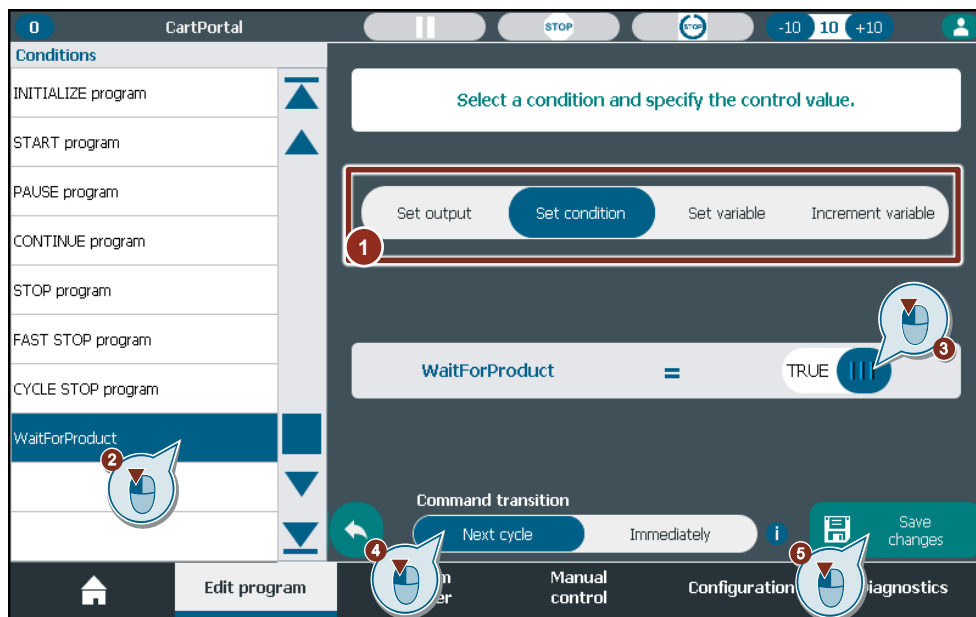 0 CartPortal STOP STOP -10 10 +10
Conditions
INITIALIZE program
START program
PAUSE program
CONTINUE program
STOP program
FAST STOP program
CYCLE STOP program
WaitForProduct
2
Select a condition and specify the control value.
Set output Set condition Set variable Increment variable
1
3
WaitForProduct = TRUE
Command transition
Next cycle Immediately i Save
changes
4 5
Edit program Manual
control Configuration